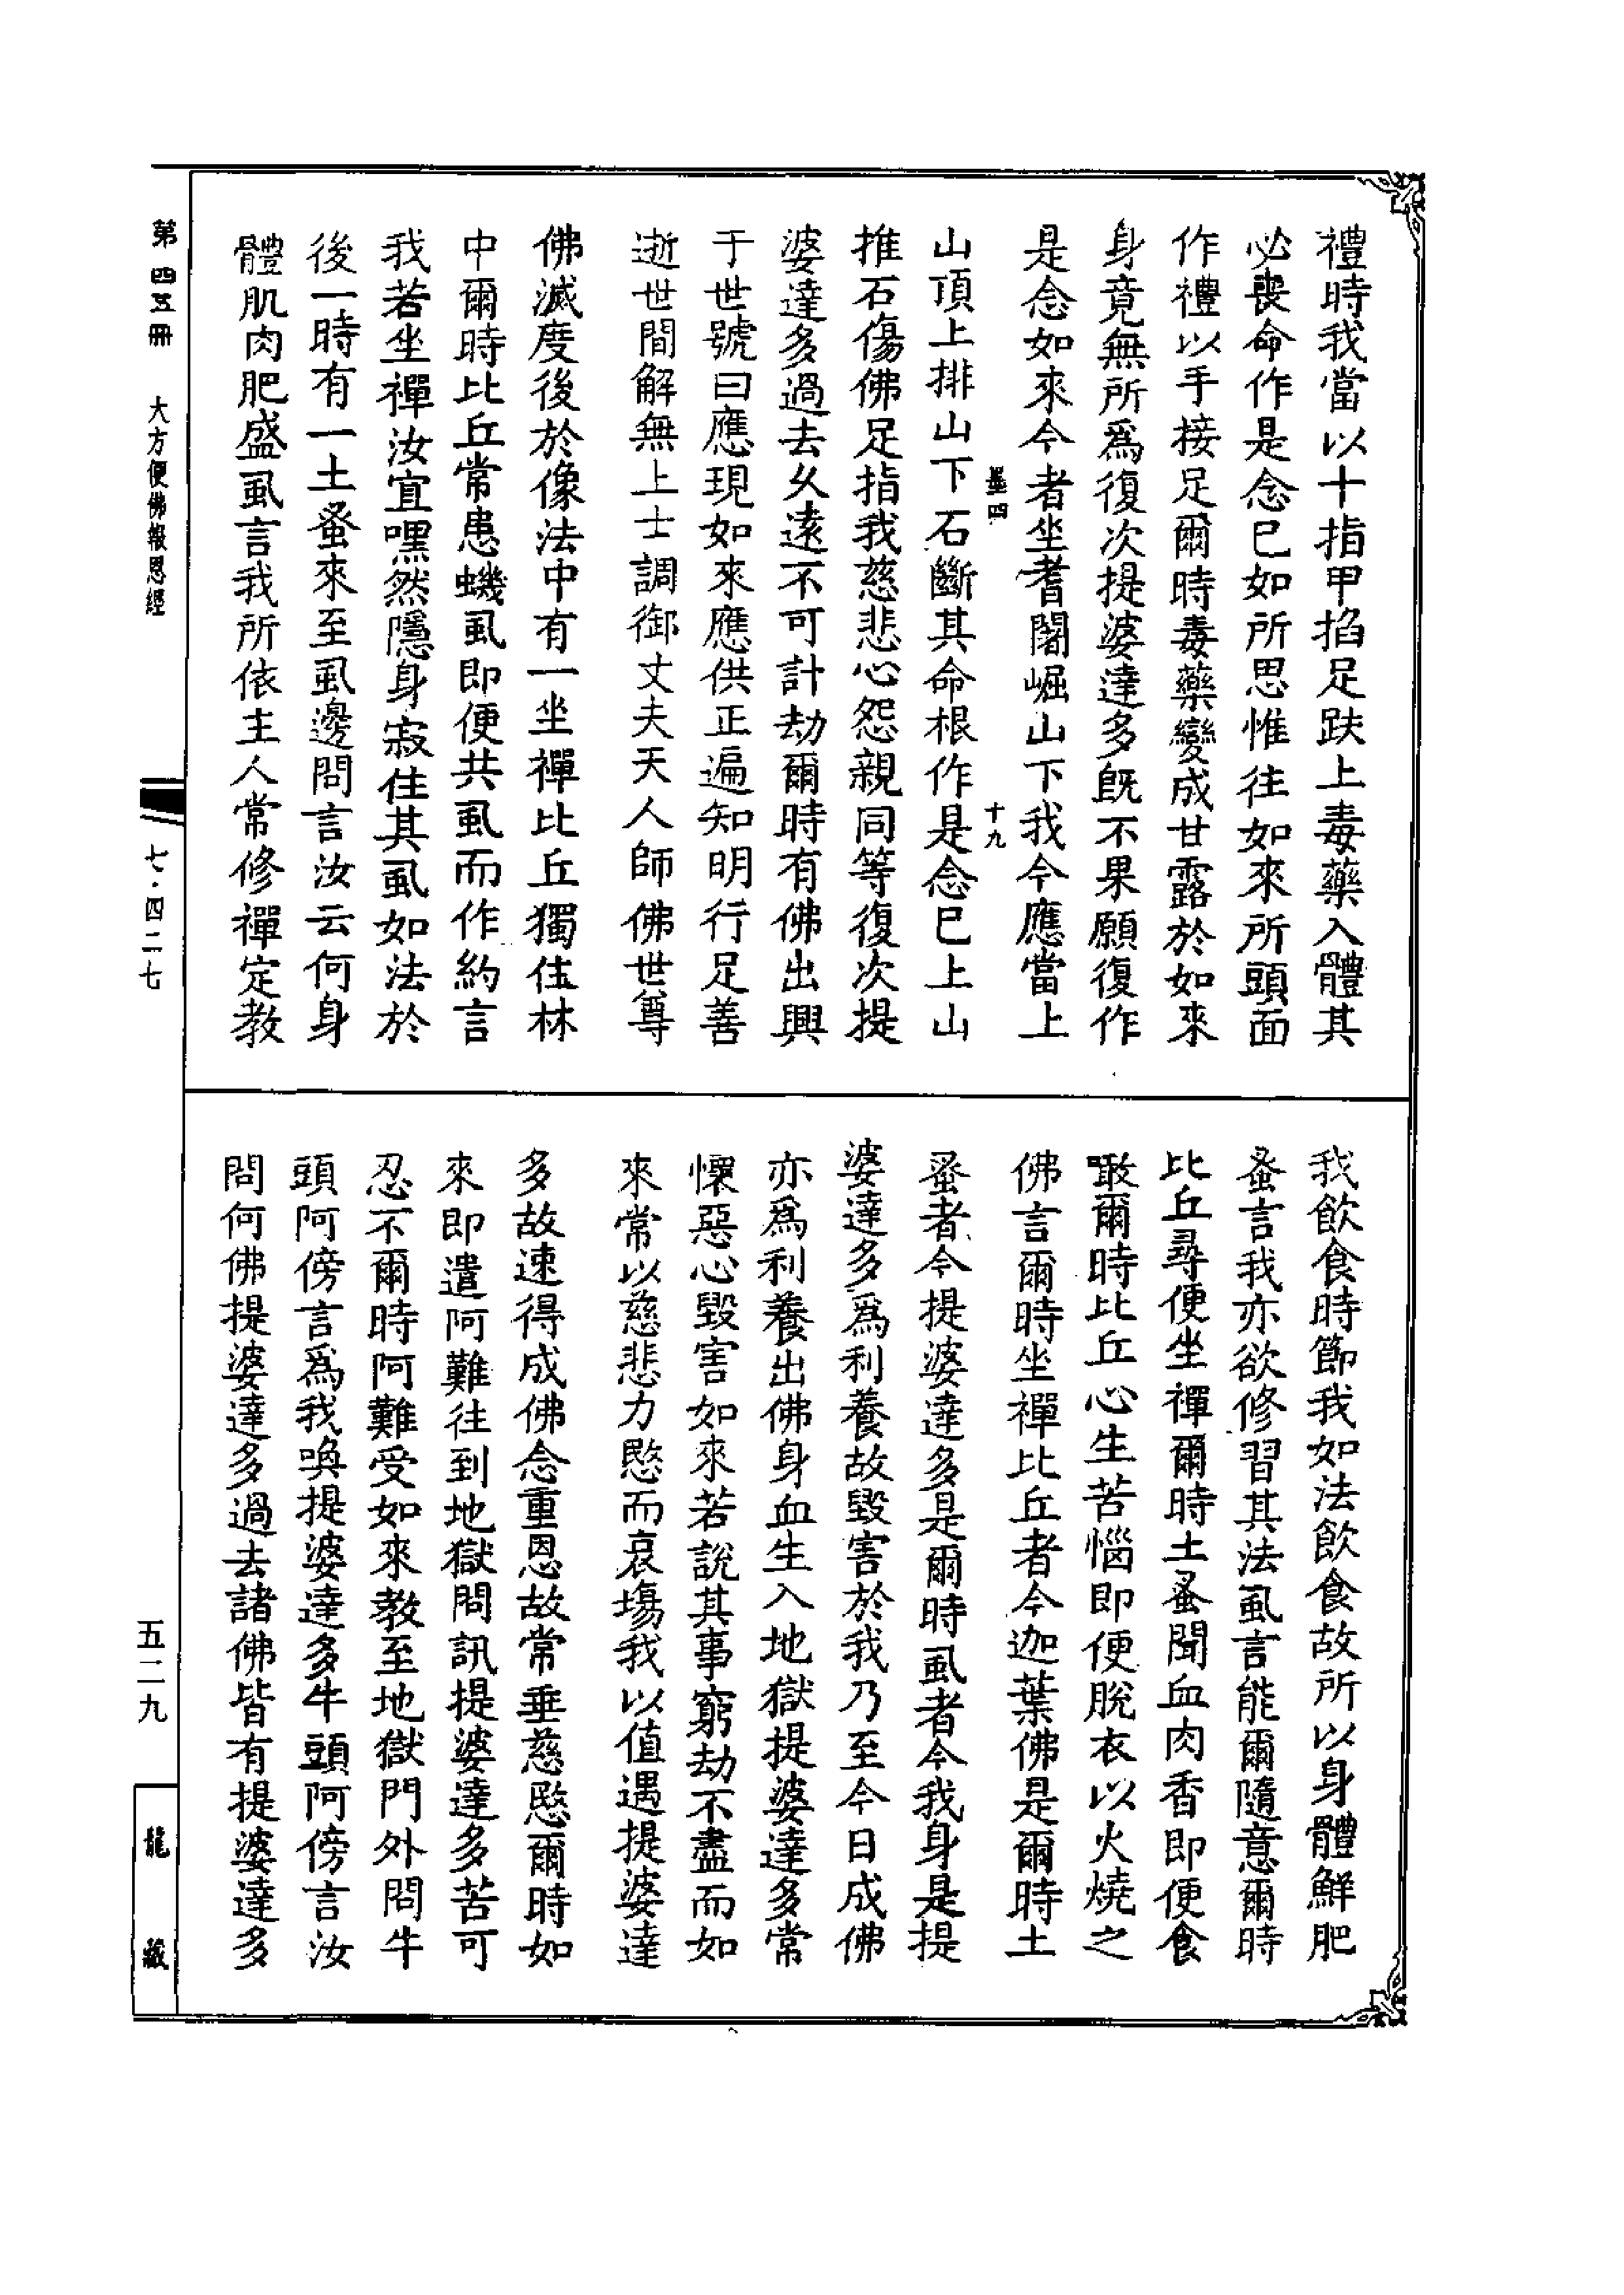 禮時我當以十指甲掐足趺上毒藥入體其
必喪命作是念已如所思惟往如來所頭面
作禮以手接足爾時毒藥變成甘露於如來
身竟無所為復次提婆達多既不果願復作
是念如來今者坐耆闍崛山下我今應當上
墨四
十九
山頂上排山下石斷其命根作是念已上山
推石傷佛足指我慈悲心怨親同等復次提
婆達多過去久遠不可計劫爾時有佛出興
于世號曰應現如來應供正遍知明行足善
逝世間解無上士調御丈夫天人師佛世尊
佛滅度後於像法中有一坐禪比丘獨住林
中爾時比丘常患蟣虱即便共虱而作約言
我若坐禪汝宜嘿然隱身寂住其虱如法於
後一時有一土蚤來至虱邊問言汝云何身
體肌肉肥盛虱言我所依主人常修禪定教
我飲食時節我如法飲食故所以身體鮮肥
蚤言我亦欲修習其法虱言能爾隨意爾時
比丘尋便坐禪爾時土蚤聞血肉香即便食
噉爾時比丘心生苦惱即便脫衣以火燒之
佛言爾時坐禪比丘者今迦葉佛是爾時土
蚤者今提婆達多是爾時虱者今我身是提
婆達多為利養故毀害於我乃至今日成佛
亦為利養出佛身血生入地獄提婆達多常
懷惡心毀害如來若說其事窮劫不盡而如
來常以慈悲力愍而哀塲我以值遇提婆達
多故速得成佛念重恩故常垂慈愍爾時如
來即遣阿難往到地獄問訊提婆達多苦可
忍不爾時阿難受如來教至地獄門外問牛
頭阿傍言為我喚提婆達多牛頭阿傍言汝
問何佛提婆達多過去諸佛皆有提婆達多
第四五冊
大方便佛報恩經
七·四二七
五二九
龍藏